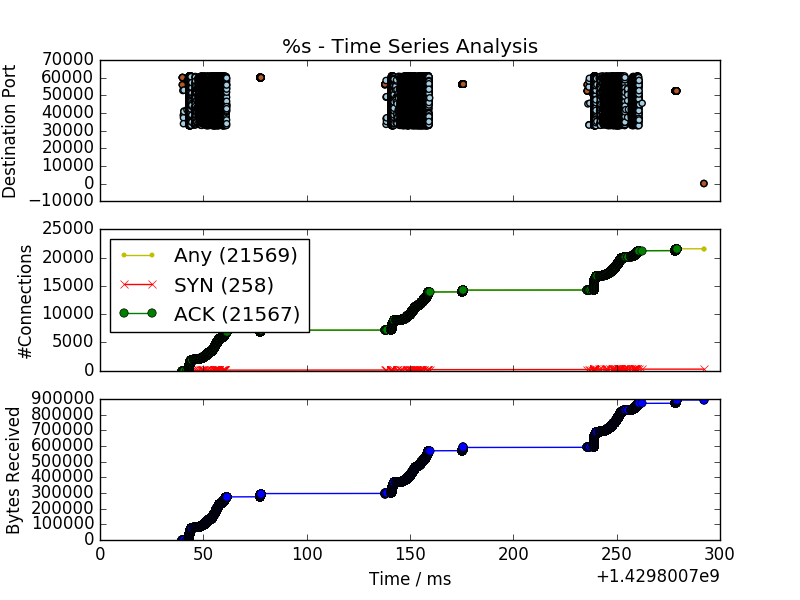 %s - Time Series Analysis
Destination Port
70000
60000
50000
40000
30000
20000
10000
0
−10000
#Connections
25000
20000
15000
10000
5000
0
Any (21569)
SYN (258)
ACK (21567)
Bytes Received
900000
800000
700000
600000
500000
400000
300000
200000
100000
0
0 50 100 150 200 250 300
Time / ms
+1.4298007e9